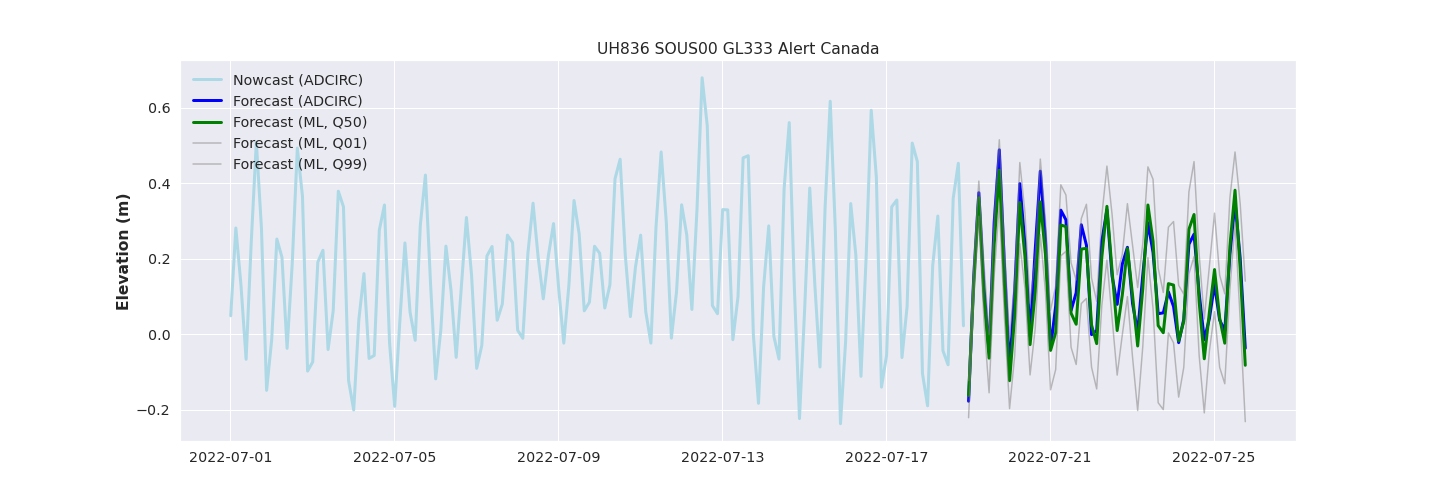 UH836 SOUS00 GL333 Alert Canada
Nowcast (ADCIRC)
Forecast (ADCIRC)
Forecast (ML, Q50)
Forecast (ML, Q01)
Forecast (ML, Q99)
Elevation (m)
0.6
0.4
0.2
0.0
−0.2
2022-07-01 2022-07-05 2022-07-09 2022-07-13 2022-07-17 2022-07-21 2022-07-25